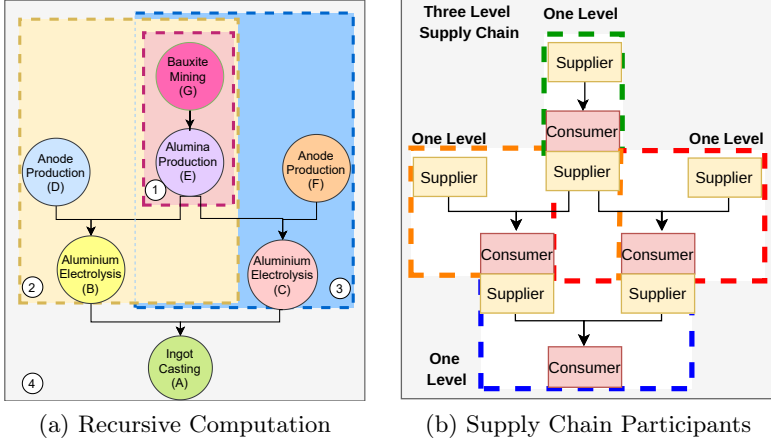 Bauxite
Mining
(G)
Anode
Production
(D)
Alumina
Production
(E)
Anode
Production
(F)
1
Aluminium
Electrolysis
(B)
Aluminium
Electrolysis
(C)
2
3
Ingot
Casting
(A)
4
(a) Recursive Computation
Three Level
Supply Chain
One Level
Supplier
Consumer
One Level
One Level
Supplier
Supplier
Supplier
Consumer
Consumer
Supplier
Supplier
One
Level
Consumer
(b) Supply Chain Participants